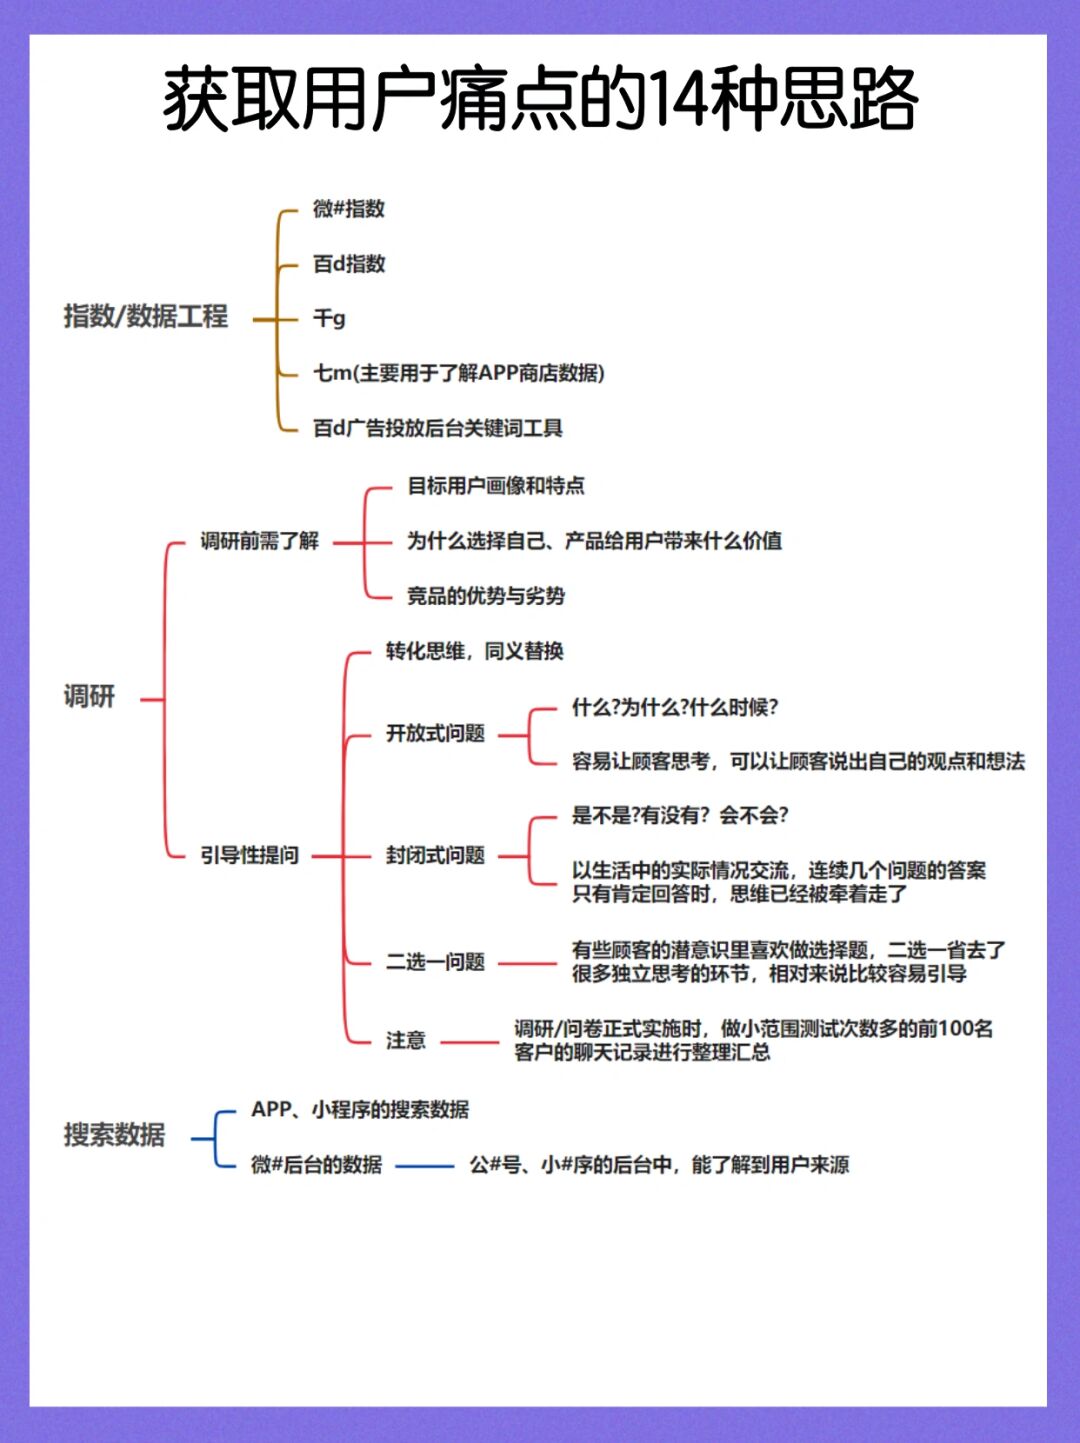 获取用户痛点的14种思路
指数/数据工程
微#指数
百d指数
千g
七m(主要用于了解APP商店数据)
百d广告投放后台关键词工具
调研
调研前需了解
目标用户画像和特点
为什么选择自己、产品给用户带来什么价值
竞品的优势与劣势
引导性提问
转化思维，同义替换
开放式问题
什么?为什么?什么时候?
容易让顾客思考，可以让顾客说出自己的观点和想法
封闭式问题
是不是?有没有？会不会?
以生活中的实际情况交流，连续几个问题的答案
只有肯定回答时，思维已经被牵着走了
二选一问题
有些顾客的潜意识里喜欢做选择题，二选一省去了
很多独立思考的环节，相对来说比较容易引导
注意
调研/问卷正式实施时，做小范围测试次数多的前100名
客户的聊天记录进行整理汇总
搜索数据
APP、小程序的搜索数据
微#后台的数据
公#号、小#序的后台中，能了解到用户来源